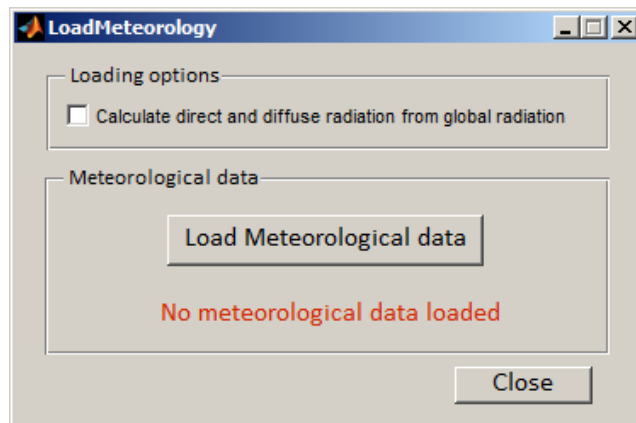 LoadMeteorology
Loading options
Calculate direct and diffuse radiation from global radiation
Meteorological data
Load Meteorological data
No meteorological data loaded
Close